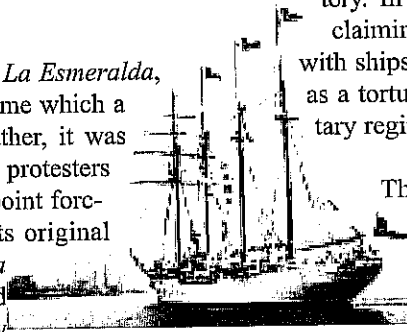 La Esmeralda,
me which a
ther, it was
protesters
point forc-
ts original
tory. In
claimin
with ships
as a tortu
tary regi
Th